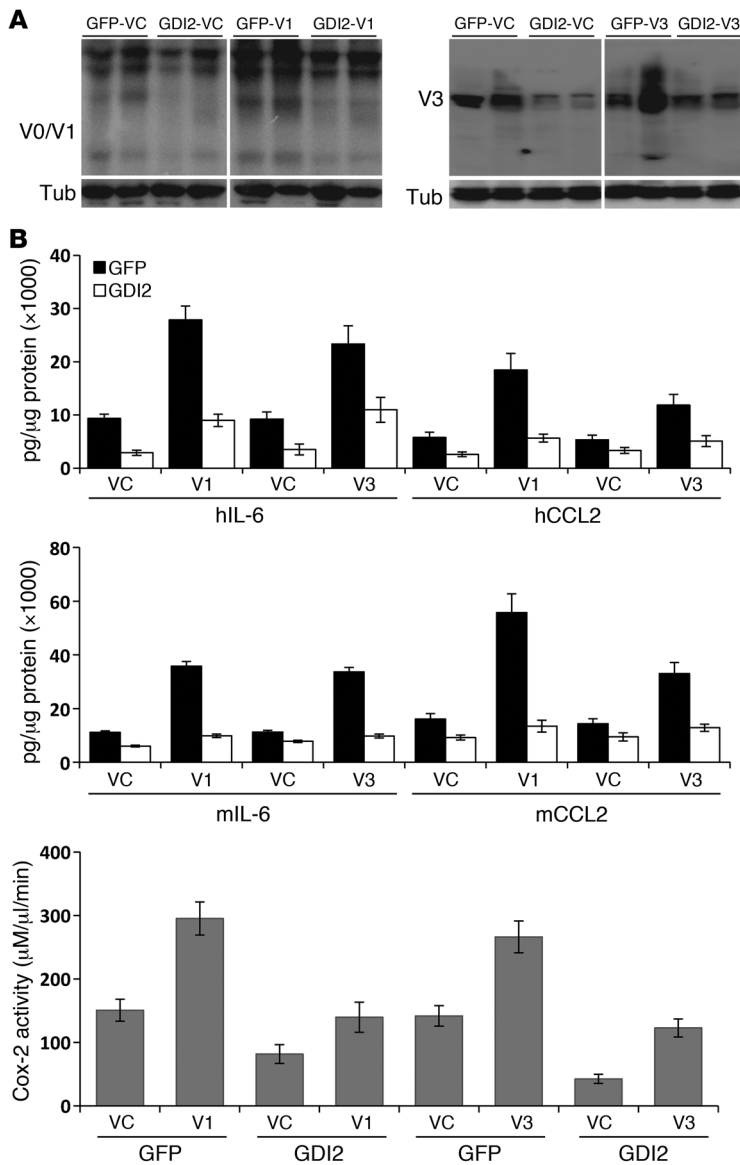 A
GFP-VC GDI2-VC GFP-V1 GDI2-V1 GFP-VC GDI2-VC GFP-V3 GDI2-V3
V0/V1
V3
Tub
Tub
B
40
30
20
10
0
pg/µg protein (×1000)
GFP
GDI2
VC V1 VC V3 VC V1 VC V3
hIL-6 hCCL2
80
60
40
20
0
pg/µg protein (×1000)
VC V1 VC V3 VC V1 VC V3
mIL-6 mCCL2
400
300
200
100
0
Cox-2 activity (µM/µl/min)
VC V1 VC V1 VC V3 VC V3
GFP GDI2 GFP GDI2